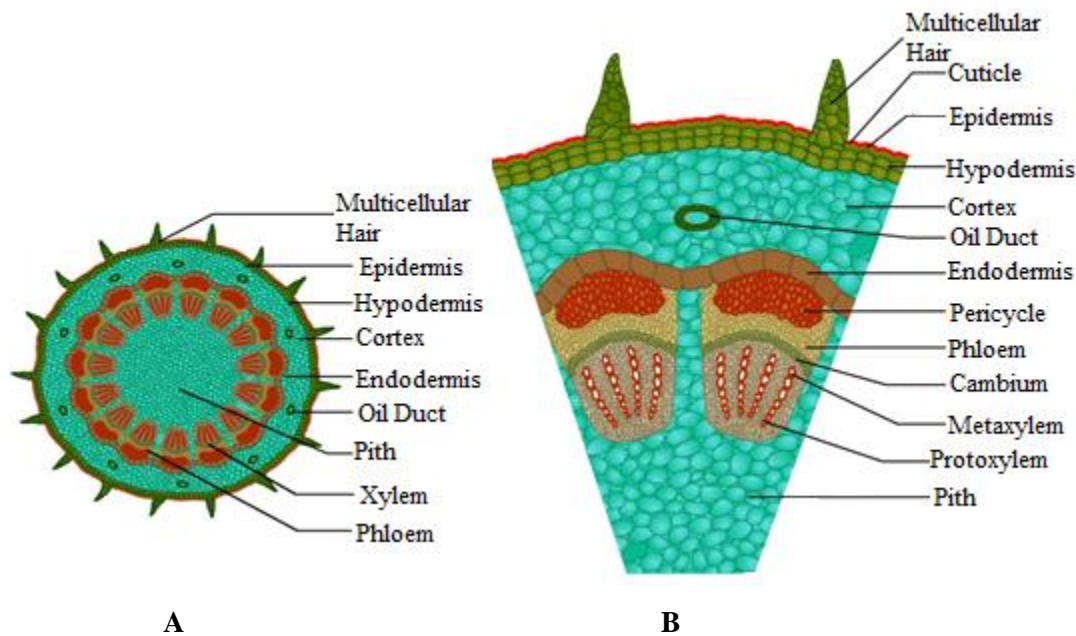 Multicellular
Hair
Epidermis
Hypodermis
Cortex
Endodermis
Oil Duct
Pith
Xylem
Phloem
A
Multicellular
Hair
Cuticle
Epidermis
Hypodermis
Cortex
Oil Duct
Endodermis
Pericycle
Phloem
Cambium
Metaxylem
Protoxylem
Pith
B